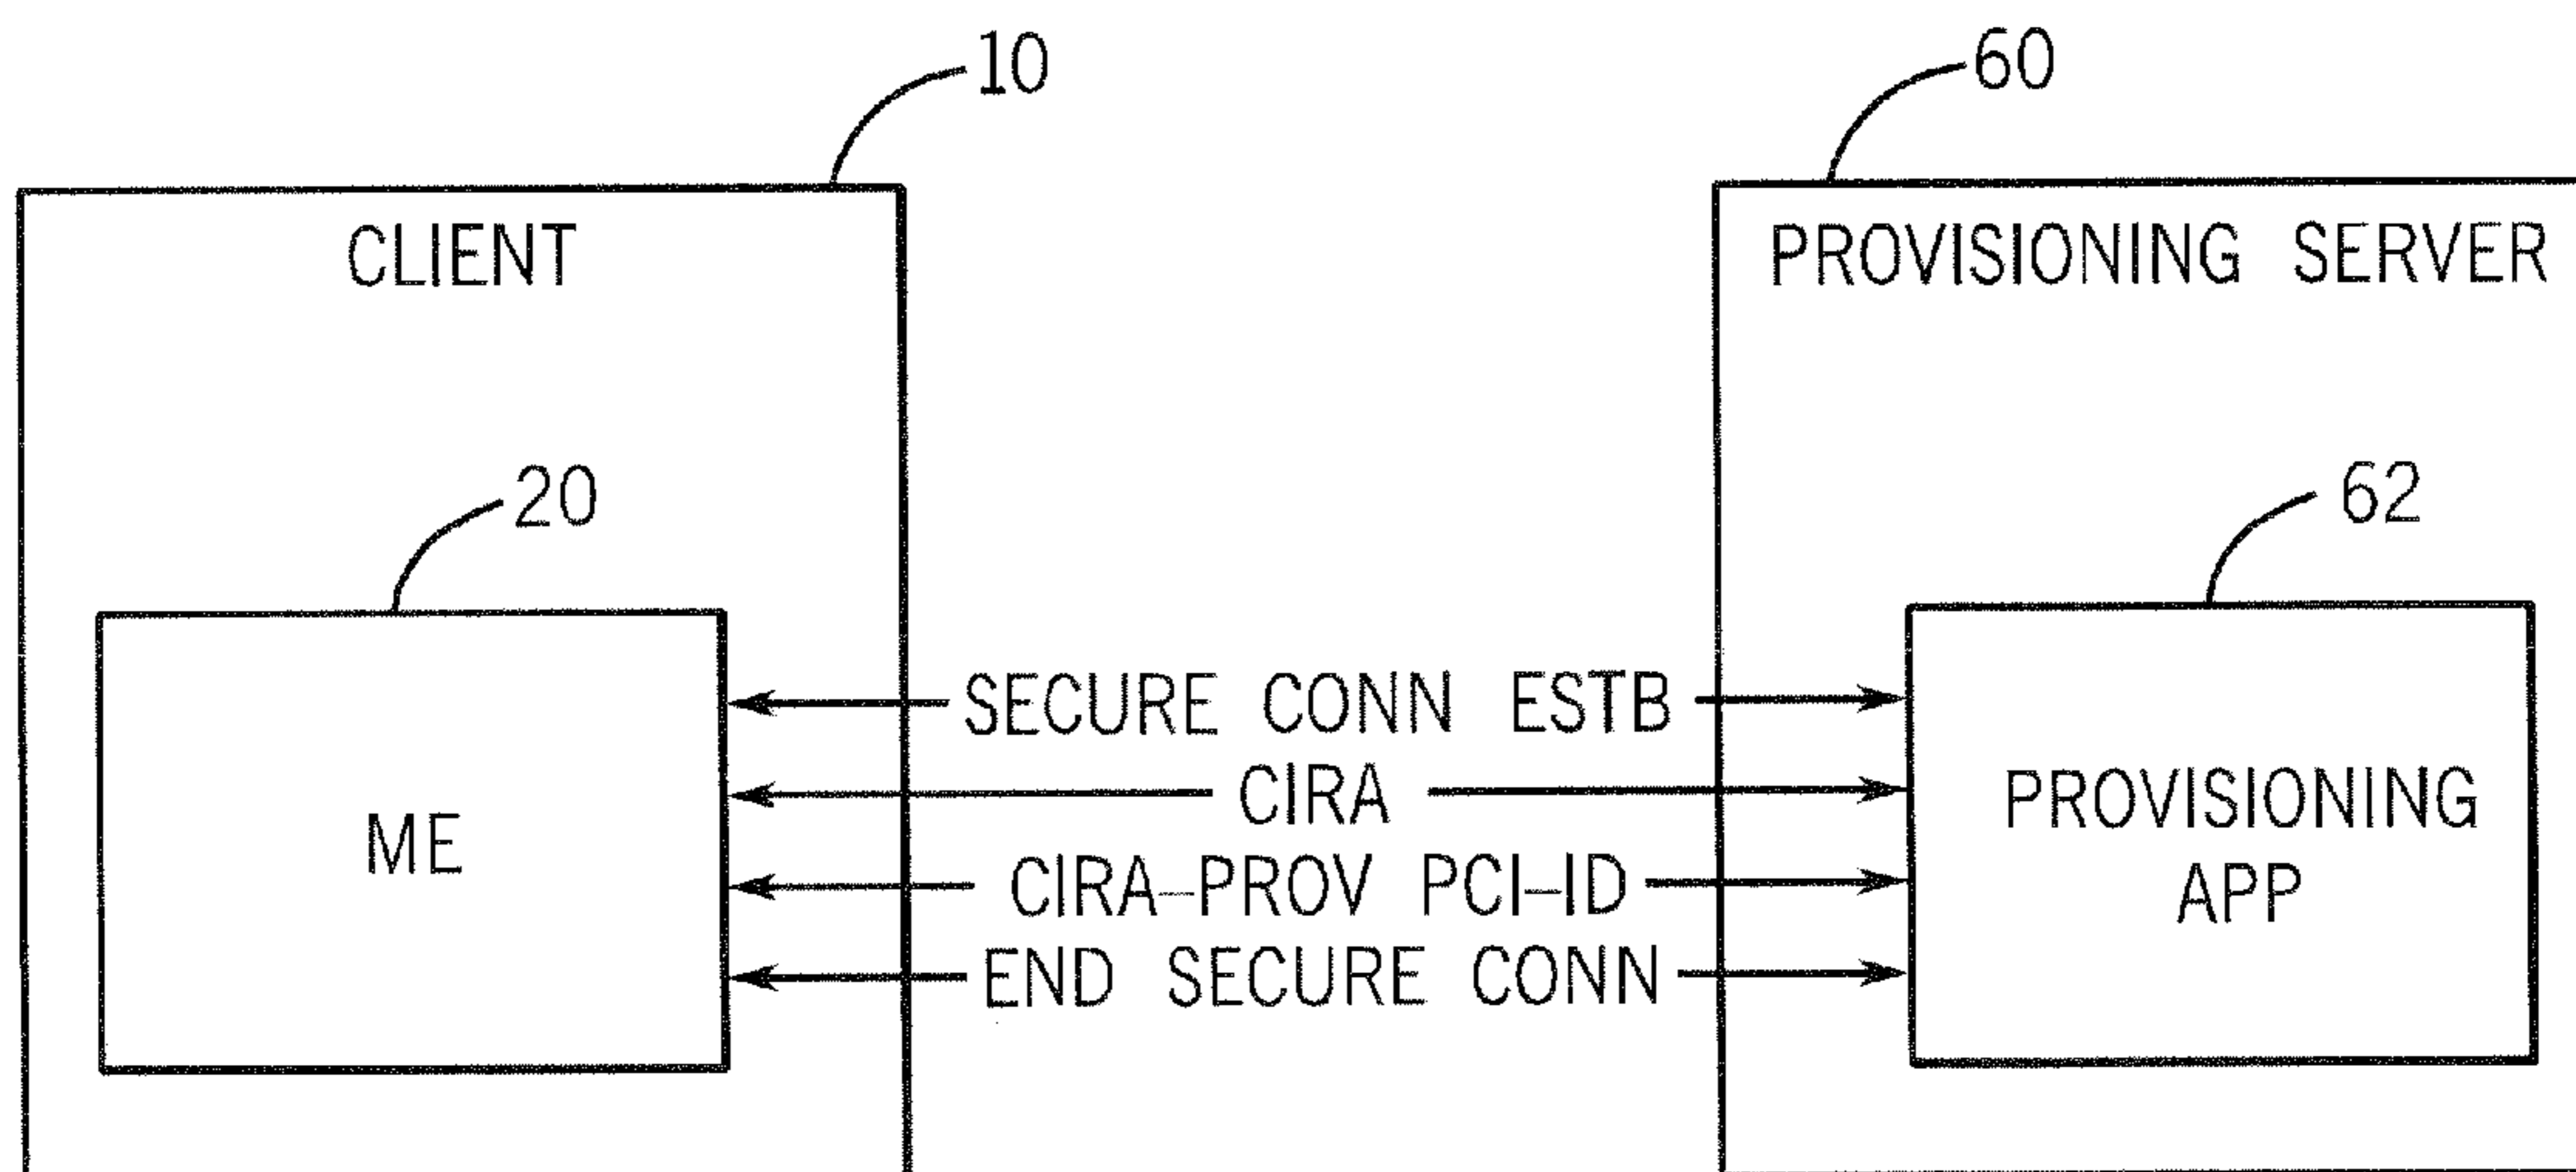 10
60
CLIENT
PROVISIONING SERVER
20
62
SECURE CONN ESTB
CIRA
ME
PROVISIONING
APP
CIRA–PROV PCI–ID
END SECURE CONN